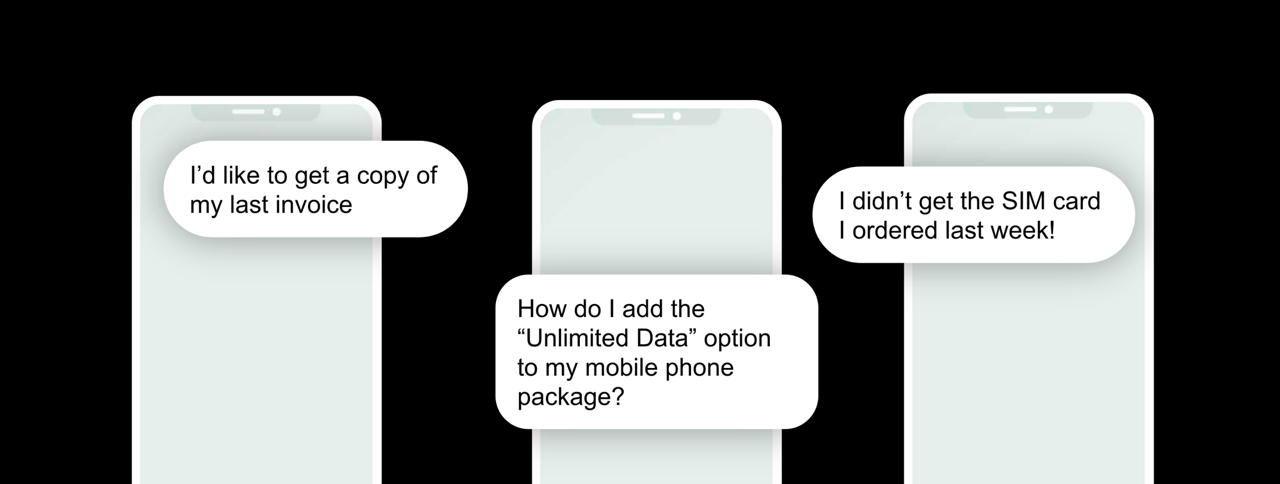 I’d like to get a copy of
my last invoice
How do I add the
“Unlimited Data” option
to my mobile phone
package?
I didn’t get the SIM card
I ordered last week!